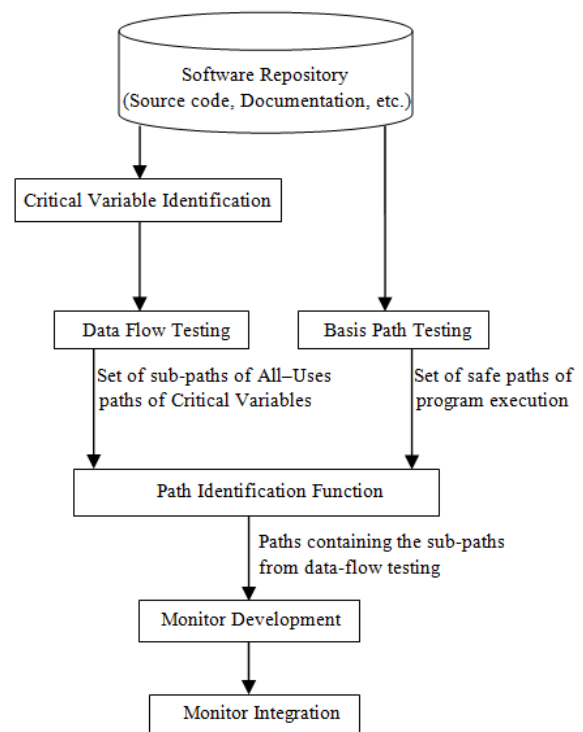 Software Repository
(Source code, Documentation, etc.)
Critical Variable Identification
Data Flow Testing
Basis Path Testing
Set of sub-paths of All–Uses
paths of Critical Variables
Set of safe paths of
program execution
Path Identification Function
Paths containing the sub-paths
from data-flow testing
Monitor Development
Monitor Integration